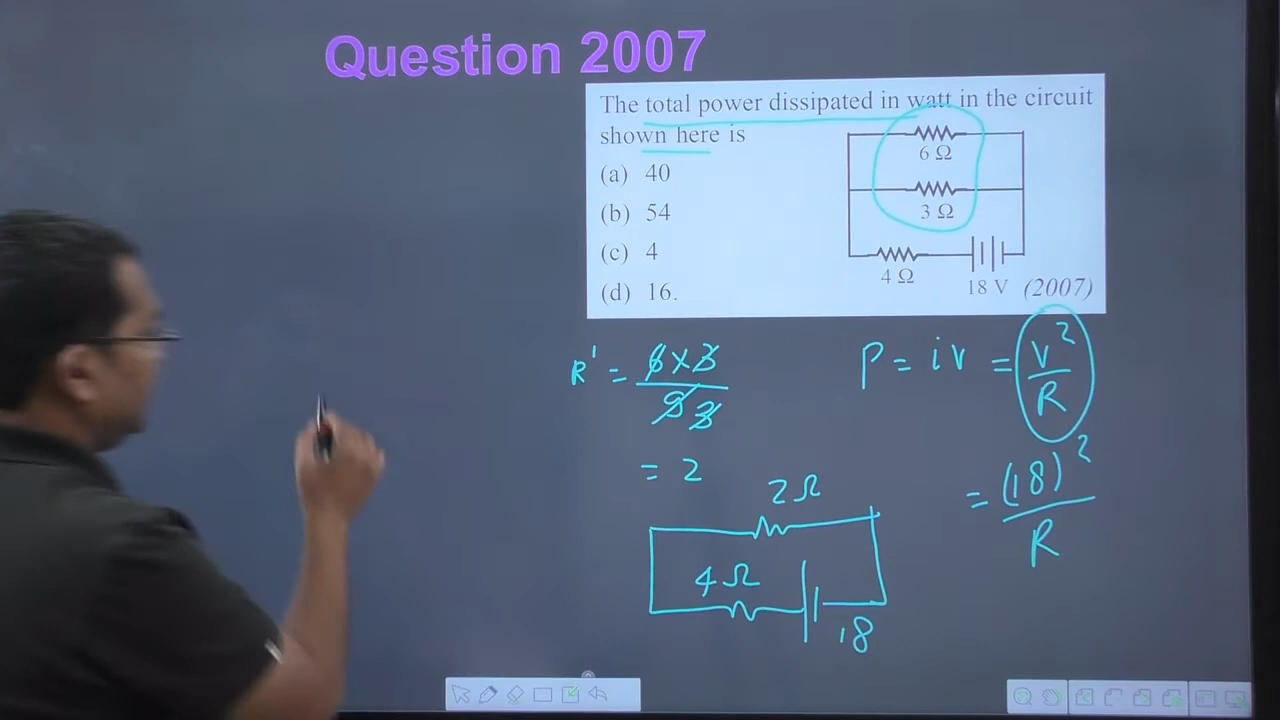 Question 2007
The total power dissipated in watt in the circuit
shown here is
(a) 40
(b) 54
(c) 4
(d) 16.
6 Ω
3 Ω
4 Ω
18 V (2007)
R' = 6 x 3
9 3
= 2
P = iv = v²
R
= (18)²
R
2Ω
4Ω
18